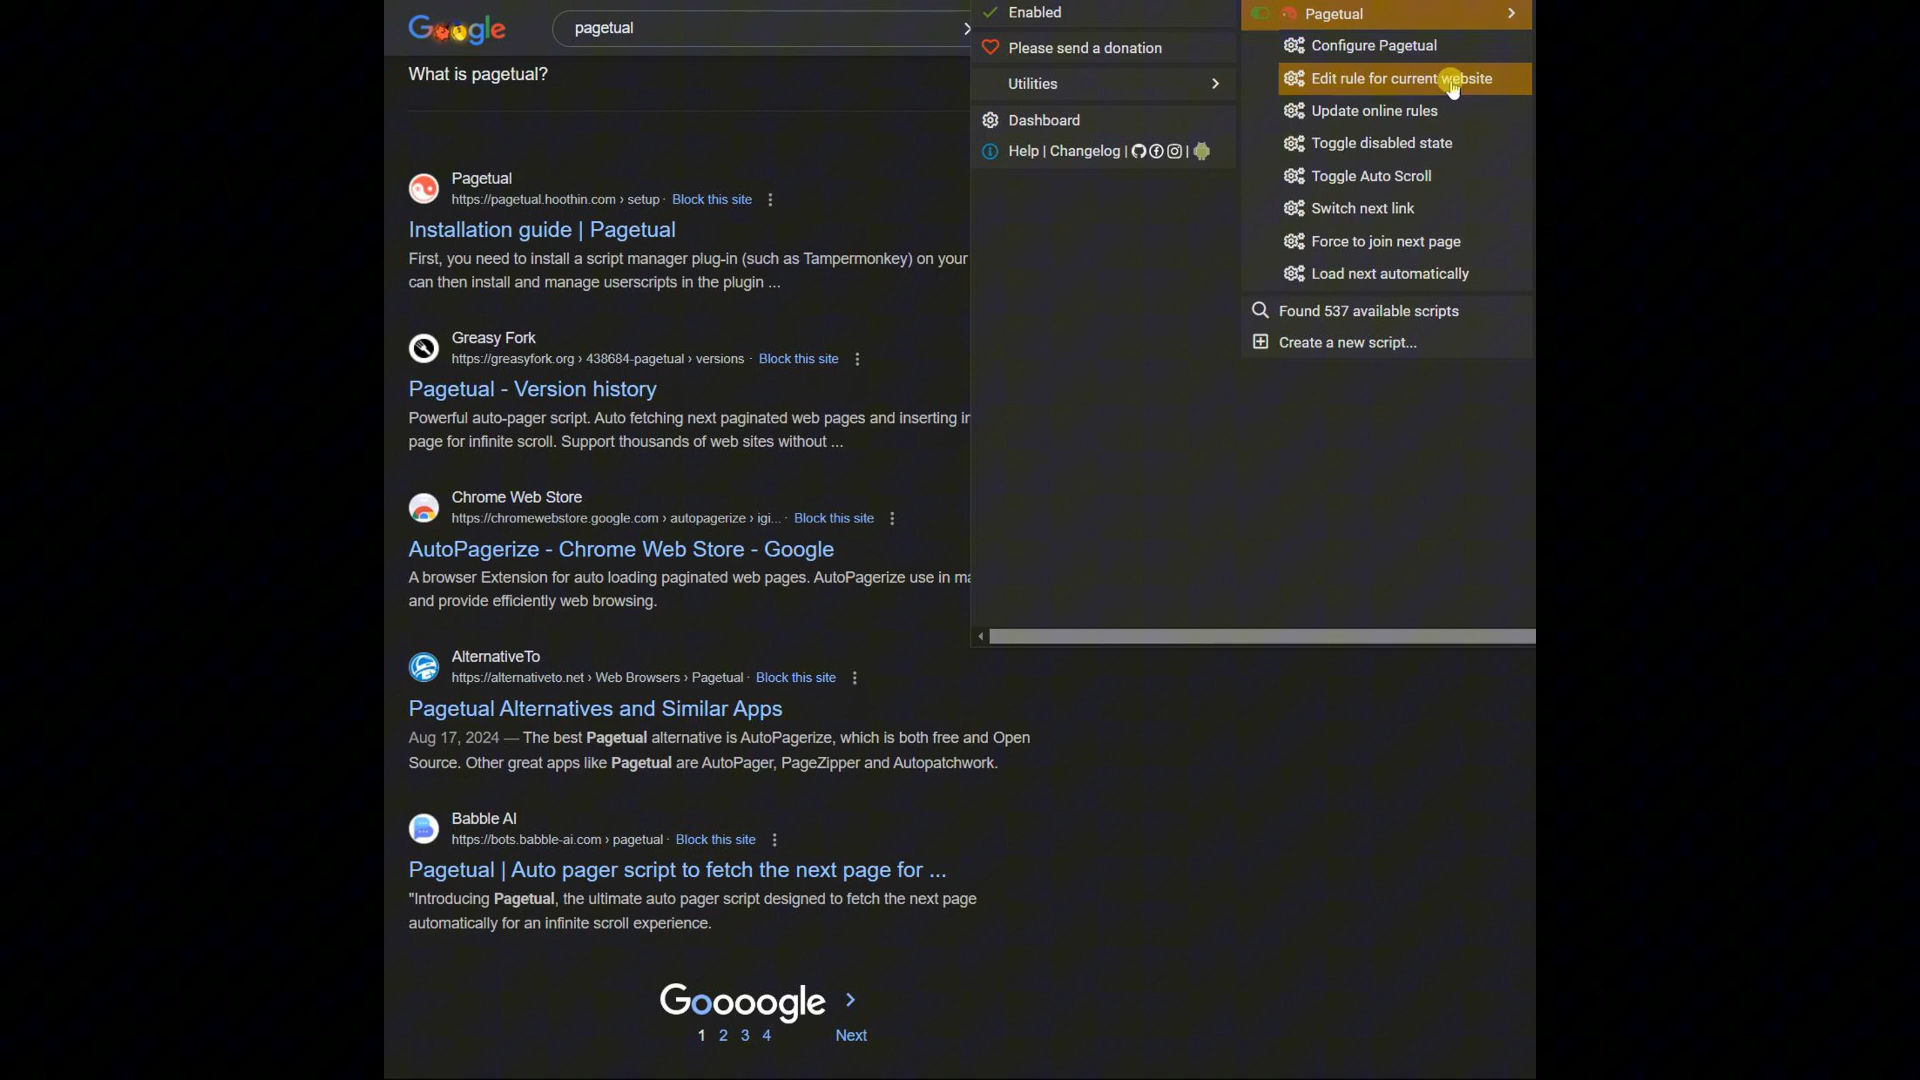 Google
pagetual
What is pagetual?
Pagetual
https://pagetual.hoothin.com › setup · Block this site
Installation guide | Pagetual
First, you need to install a script manager plug-in (such as Tampermonkey) on your
can then install and manage userscripts in the plugin ...
Greasy Fork
https://greasyfork.org › 438684-pagetual › versions · Block this site
Pagetual - Version history
Powerful auto-pager script. Auto fetching next paginated web pages and inserting
page for infinite scroll. Support thousands of web sites without ...
Chrome Web Store
https://chromewebstore.google.com › autopagerize › igi... · Block this site
AutoPagerize - Chrome Web Store - Google
A browser Extension for auto loading paginated web pages. AutoPagerize use in
and provide efficiently web browsing.
AlternativeTo
https://alternativeto.net › Web Browsers › Pagetual · Block this site
Pagetual Alternatives and Similar Apps
Aug 17, 2024 — The best Pagetual alternative is AutoPagerize, which is both free and Open
Source. Other great apps like Pagetual are AutoPager, PageZipper and Autopatchwork.
Babble AI
https://bots.babble-ai.com › pagetual · Block this site
Pagetual | Auto pager script to fetch the next page for ...
"Introducing Pagetual, the ultimate auto pager script designed to fetch the next page
automatically for an infinite scroll experience.
Goooogle >
1 2 3 4 Next
Enabled
Please send a donation
Utilities
Dashboard
Help | Changelog | |
Pagetual
Configure Pagetual
Edit rule for current website
Update online rules
Toggle disabled state
Toggle Auto Scroll
Switch next link
Force to join next page
Load next automatically
Found 537 available scripts
Create a new script...